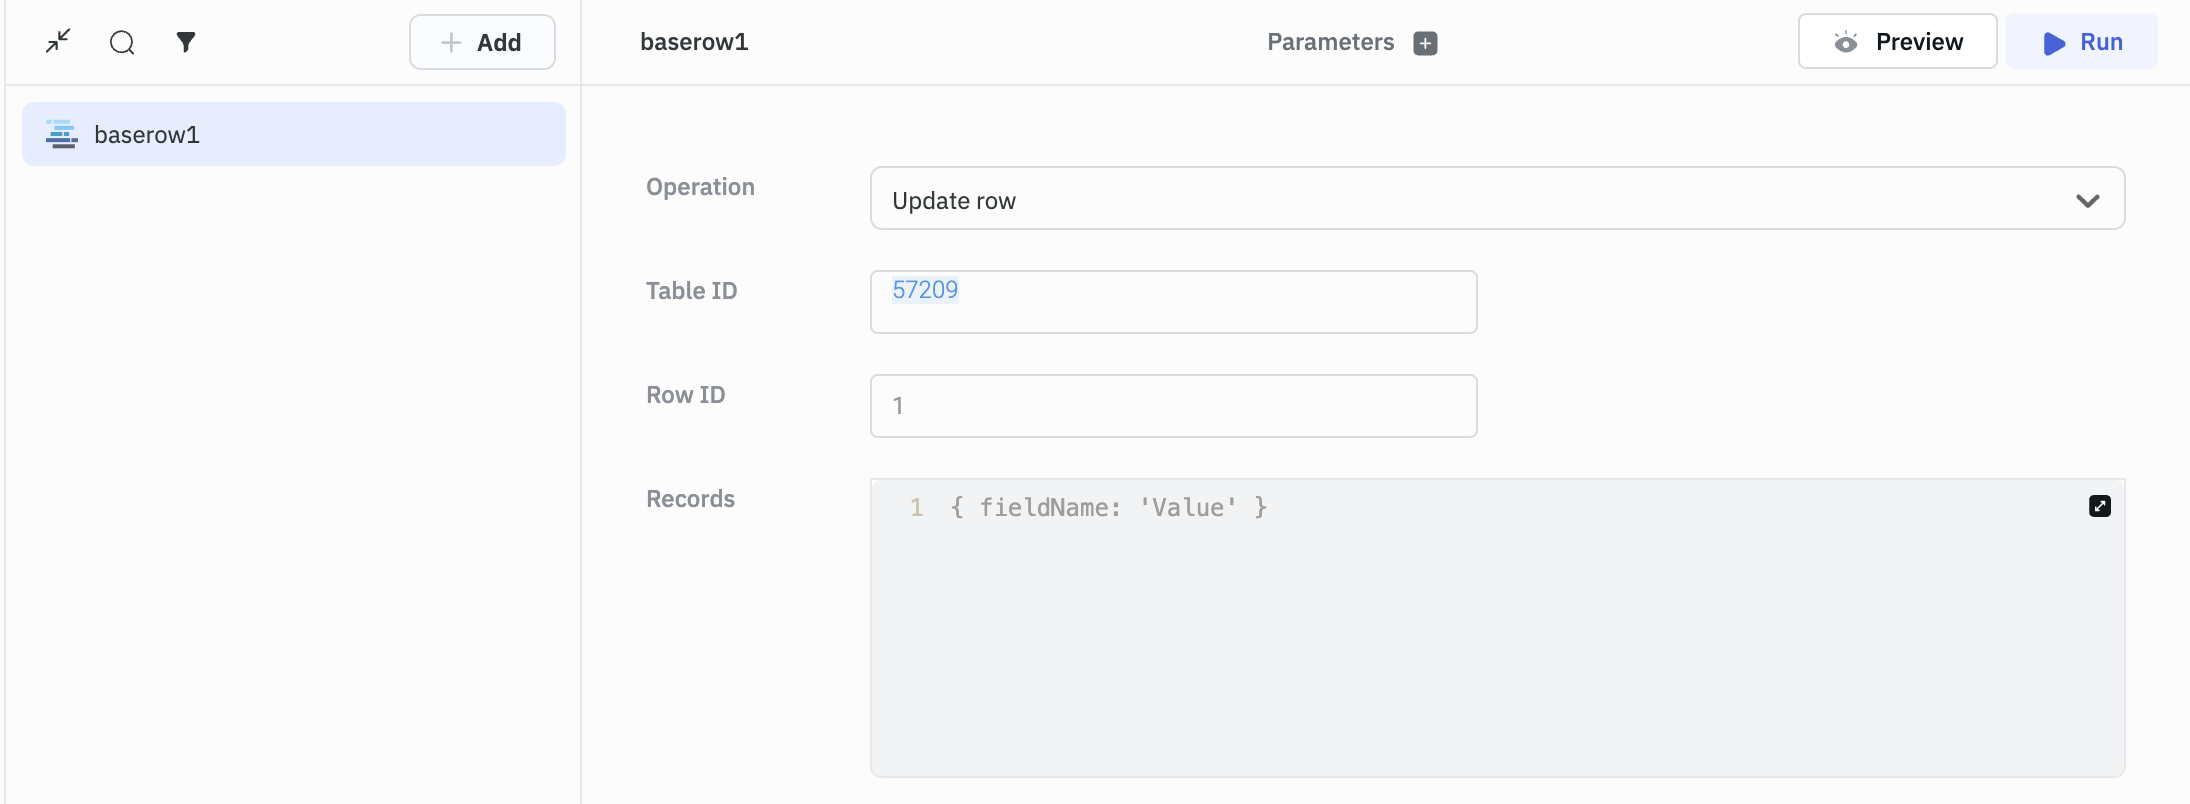 Add
baserow1
Parameters
Preview
Run
baserow1
Operation
Update row
Table ID
57209
Row ID
1
Records
1 { fieldName: 'Value' }